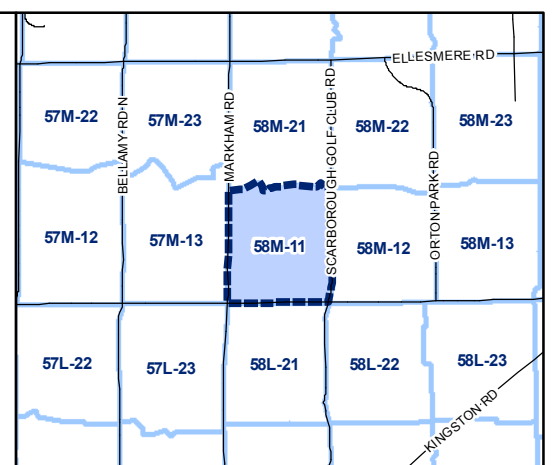 ELLESMERE RD
57M-22
57M-23
58M-21
58M-22
58M-23
BELLAMY RD N
MARKHAM RD
SCARBOROUGH GOLF CLUB RD
ORTON PARK RD
57M-12
57M-13
58M-11
58M-12
58M-13
57L-22
57L-23
58L-21
58L-22
58L-23
KINGSTON RD